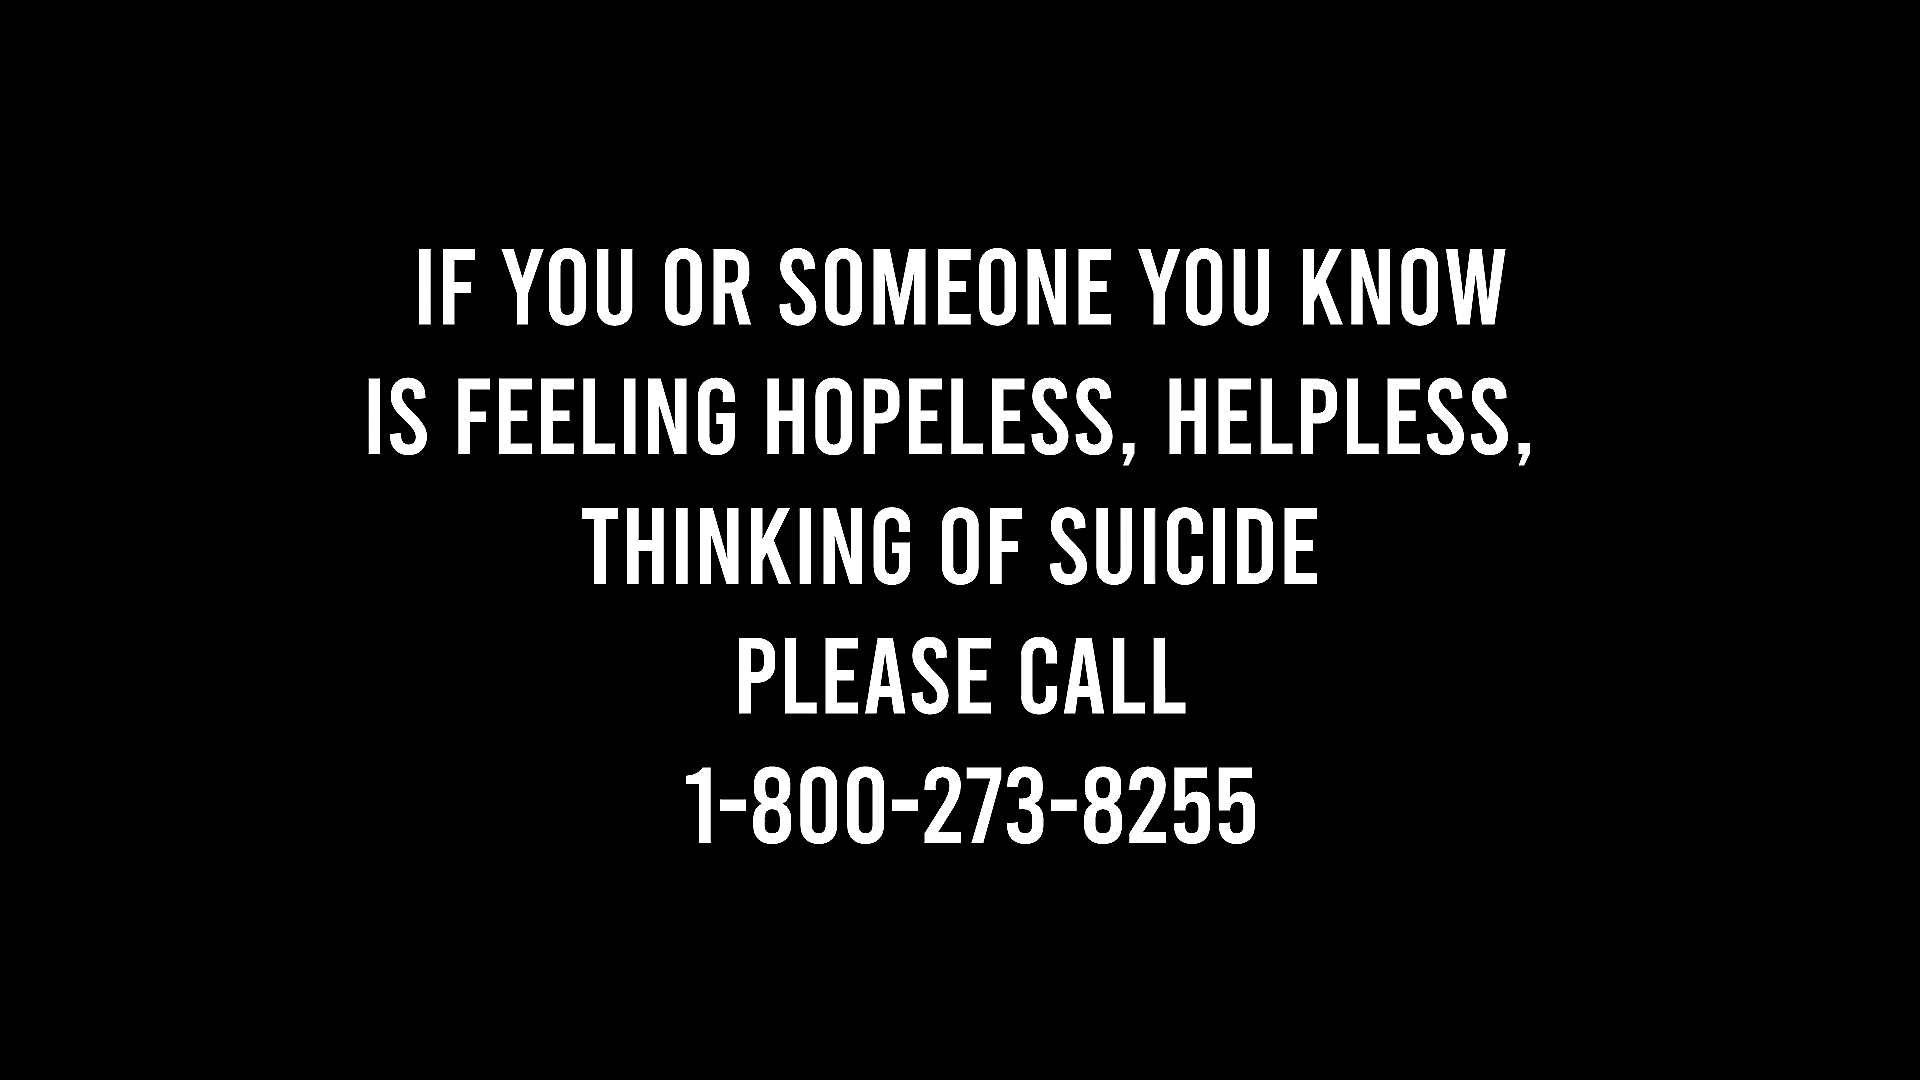 IF YOU OR SOMEONE YOU KNOW
IS FEELING HOPELESS, HELPLESS,
THINKING OF SUICIDE
PLEASE CALL
1-800-273-8255